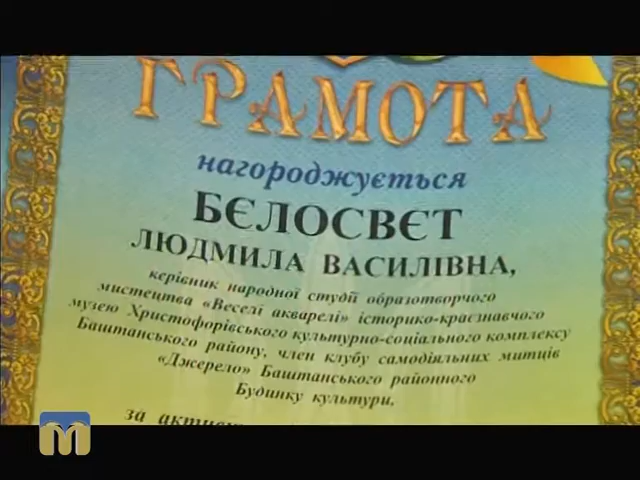 ГРАМОТА
нагороджується
БЄЛОСВЄТ
ЛЮДМИЛА ВАСИЛІВНА,
керівник народної студії образотворчого
мистецтва «Веселі акварелі» історико-краєзнавчого
музею Христофорівського культурно-соціального комплексу
Баштанського району, член клубу самодіяльних митців
«Джерело» Баштанського районного
Будинку культури,
за